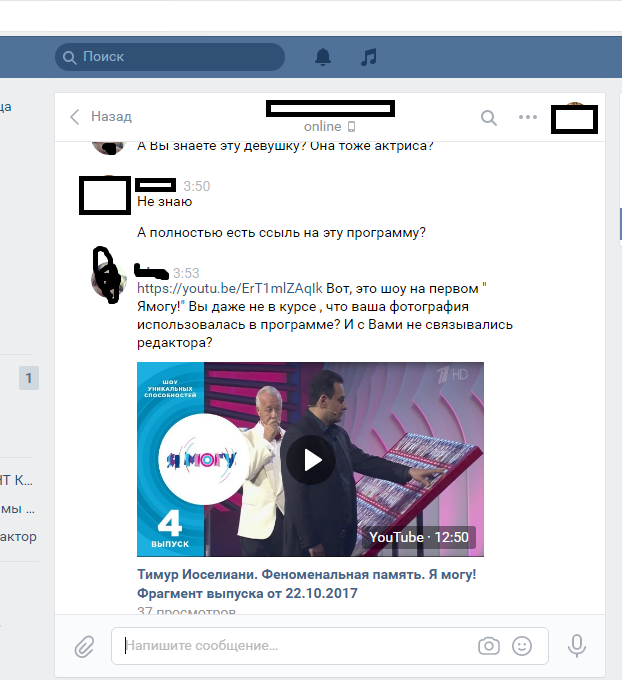 Поиск
ца
Назад
online
А Вы знаете эту девушку? Она тоже актриса?
3:50
Не знаю
А полностью есть ссыль на эту программу?
3:53
https://youtu.be/ErT1mlZAqIk Вот, это шоу на первом "
Ямогу!" Вы даже не в курсе , что ваша фотография
использовалась в программе? И с Вами не связывались
редактора?
1
ШОУ
УНИКАЛЬНЫХ
СПОСОБНОСТЕЙ
HD
Я МОГУ
4
ВЫПУСК
YouTube · 12:50
НТ К...
мы ...
актор
Тимур Иоселиани. Феноменальная память. Я могу!
Фрагмент выпуска от 22.10.2017
37 просмотров
Напишите сообщение...